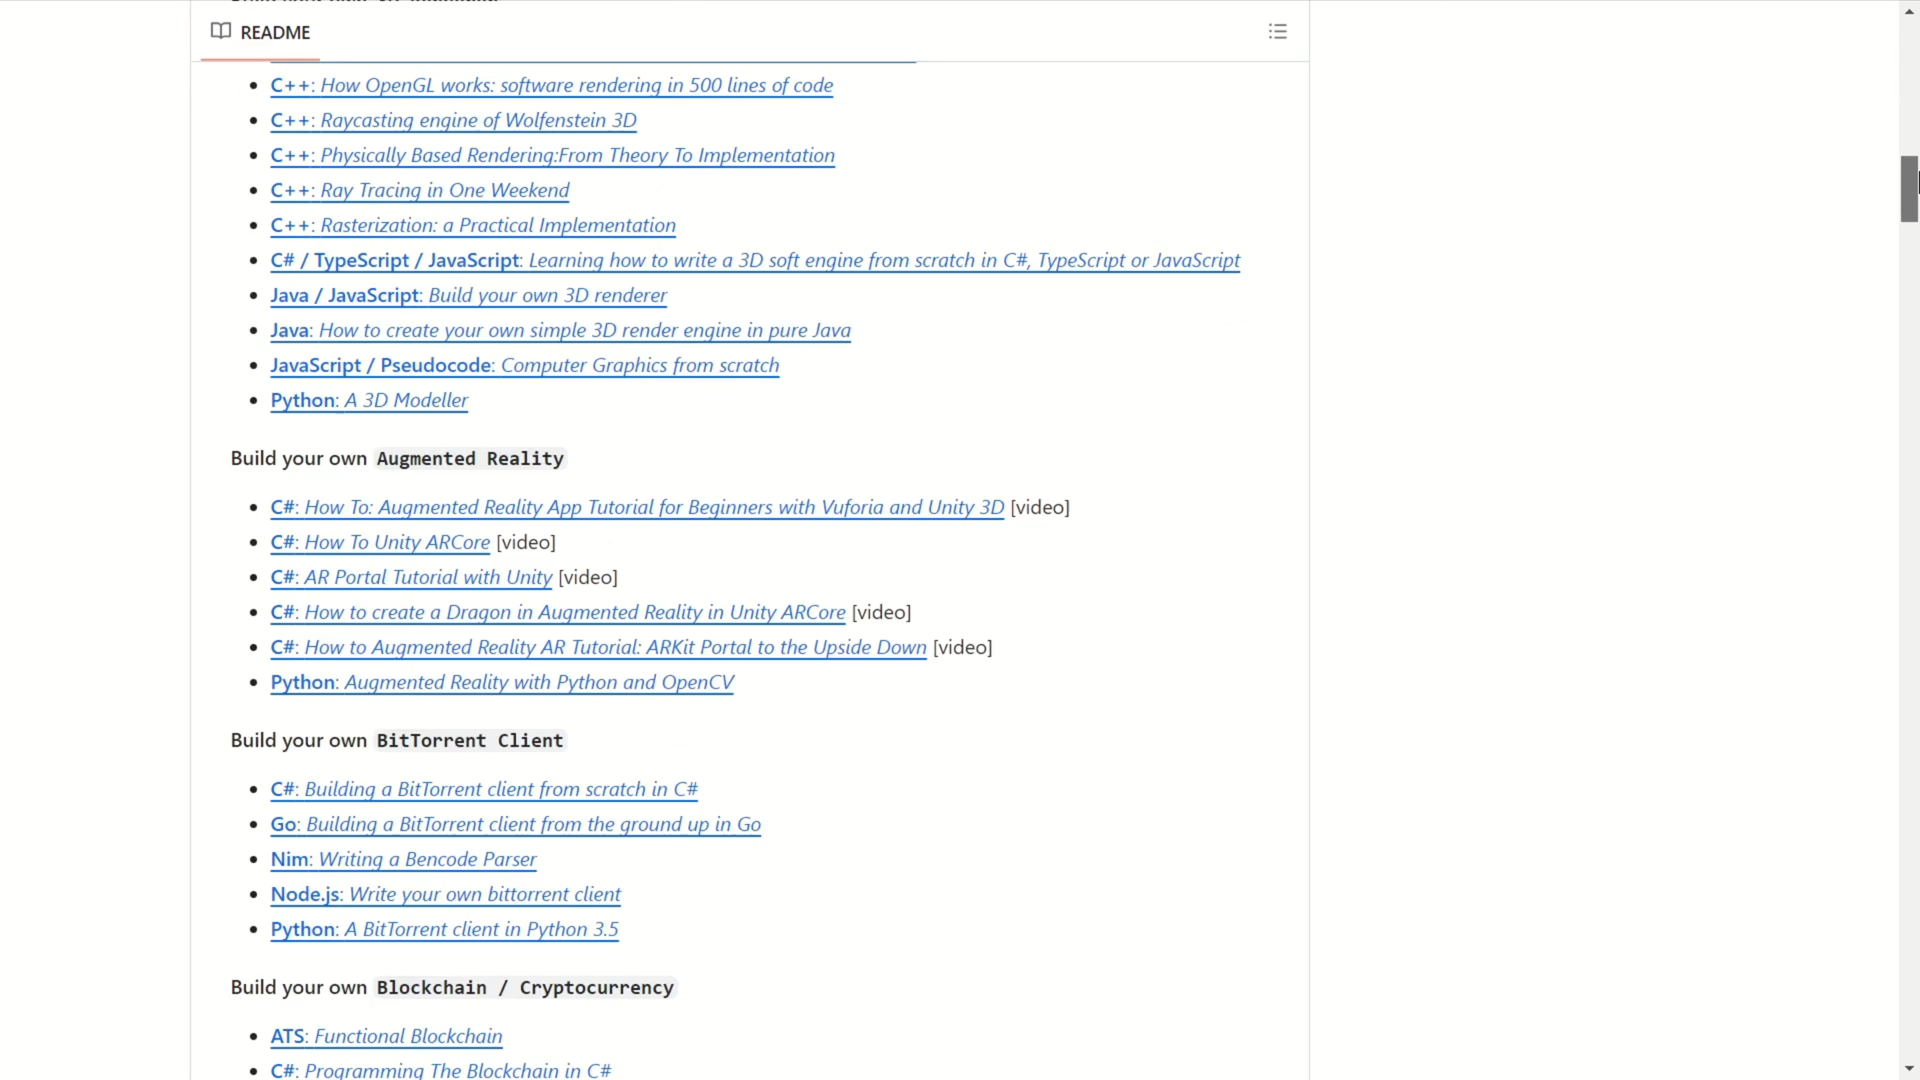 README
C++: How OpenGL works: software rendering in 500 lines of code
C++: Raycasting engine of Wolfenstein 3D
C++: Physically Based Rendering:From Theory To Implementation
C++: Ray Tracing in One Weekend
C++: Rasterization: a Practical Implementation
C# / TypeScript / JavaScript: Learning how to write a 3D soft engine from scratch in C#, TypeScript or JavaScript
Java / JavaScript: Build your own 3D renderer
Java: How to create your own simple 3D render engine in pure Java
JavaScript / Pseudocode: Computer Graphics from scratch
Python: A 3D Modeller
Build your own Augmented Reality
C#: How To: Augmented Reality App Tutorial for Beginners with Vuforia and Unity 3D [video]
C#: How To Unity ARCore [video]
C#: AR Portal Tutorial with Unity [video]
C#: How to create a Dragon in Augmented Reality in Unity ARCore [video]
C#: How to Augmented Reality AR Tutorial: ARKit Portal to the Upside Down [video]
Python: Augmented Reality with Python and OpenCV
Build your own BitTorrent Client
C#: Building a BitTorrent client from scratch in C#
Go: Building a BitTorrent client from the ground up in Go
Nim: Writing a Bencode Parser
Node.js: Write your own bittorrent client
Python: A BitTorrent client in Python 3.5
Build your own Blockchain / Cryptocurrency
ATS: Functional Blockchain
C#: Programming The Blockchain in C#